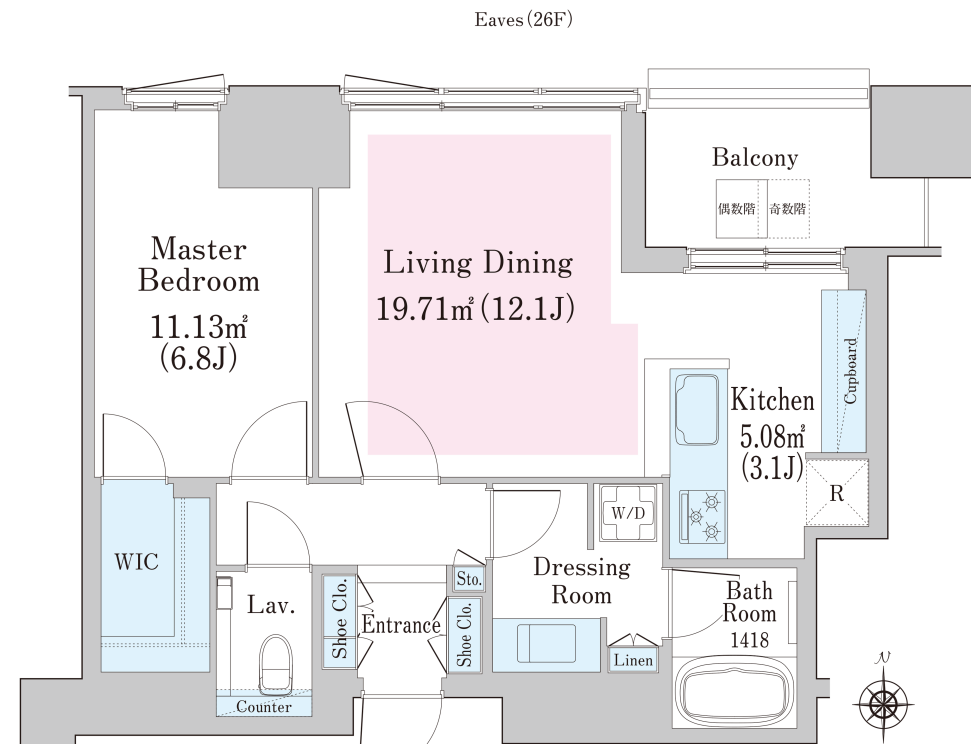 Eaves(26F)
Balcony
偶数階 奇数階
Master
Bedroom
11.13㎡
(6.8J)
Living Dining
19.71㎡(12.1J)
Cupboard
Kitchen
5.08㎡
(3.1J)
R
W/D
WIC
Dressing
Room
Sto.
Lav.
Shoe Clo.
Entrance
Shoe Clo.
Bath
Room
1418
Linen
Counter
N